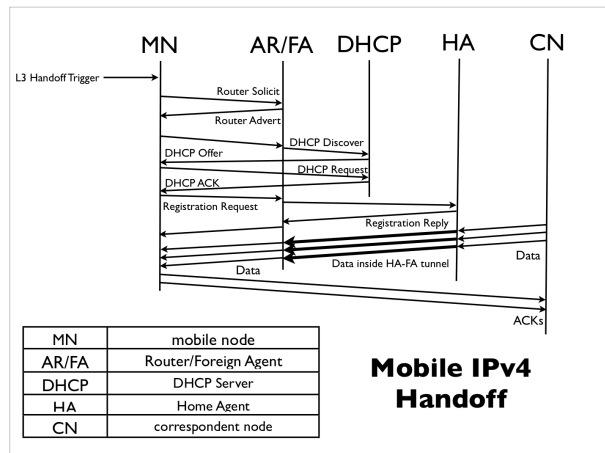 MN AR/FA DHCP HA CN
L3 Handoff Trigger
Router Solicit
Router Advert
DHCP Discover
DHCP Offer
DHCP Request
DHCP ACK
Registration Request
Registration Reply
Data
Data inside HA-FA tunnel
Data
ACKs
MN mobile node
AR/FA Router/Foreign Agent
DHCP DHCP Server
HA Home Agent
CN correspondent node
Mobile IPv4
Handoff